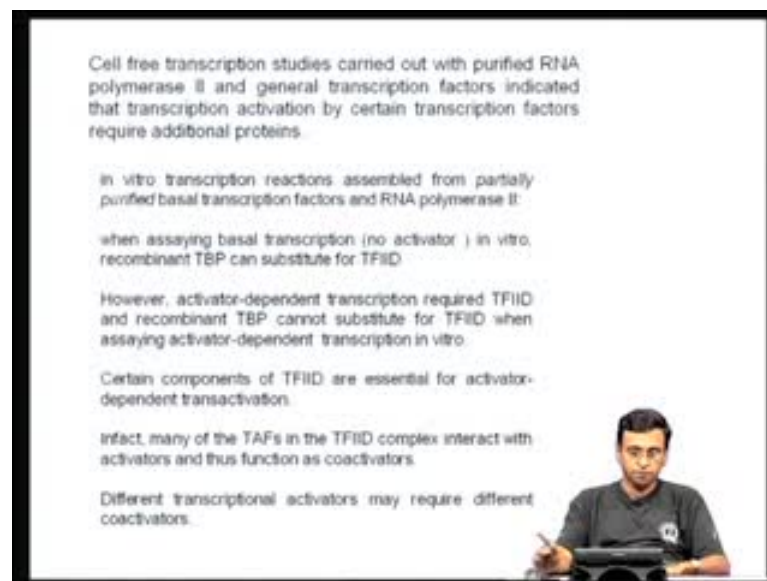 Cell free transcription studies carried out with purified RNA
polymerase II and general transcription factors indicated
that transcription activation by certain transcription factors
require additional proteins.
in vitro transcription reactions assembled from partially
purified basal transcription factors and RNA polymerase II:
when assaying basal transcription (no activator ) in vitro,
recombinant TBP can substitute for TFIID
However, activator-dependent transcription required TFIID
and recombinant TBP cannot substitute for TFIID when
assaying activator-dependent transcription in vitro.
Certain components of TFIID are essential for activator-
dependent transactivation.
Infact, many of the TAFs in the TFIID complex interact with
activators and thus function as coactivators.
Different transcriptional activators may require different
coactivators.